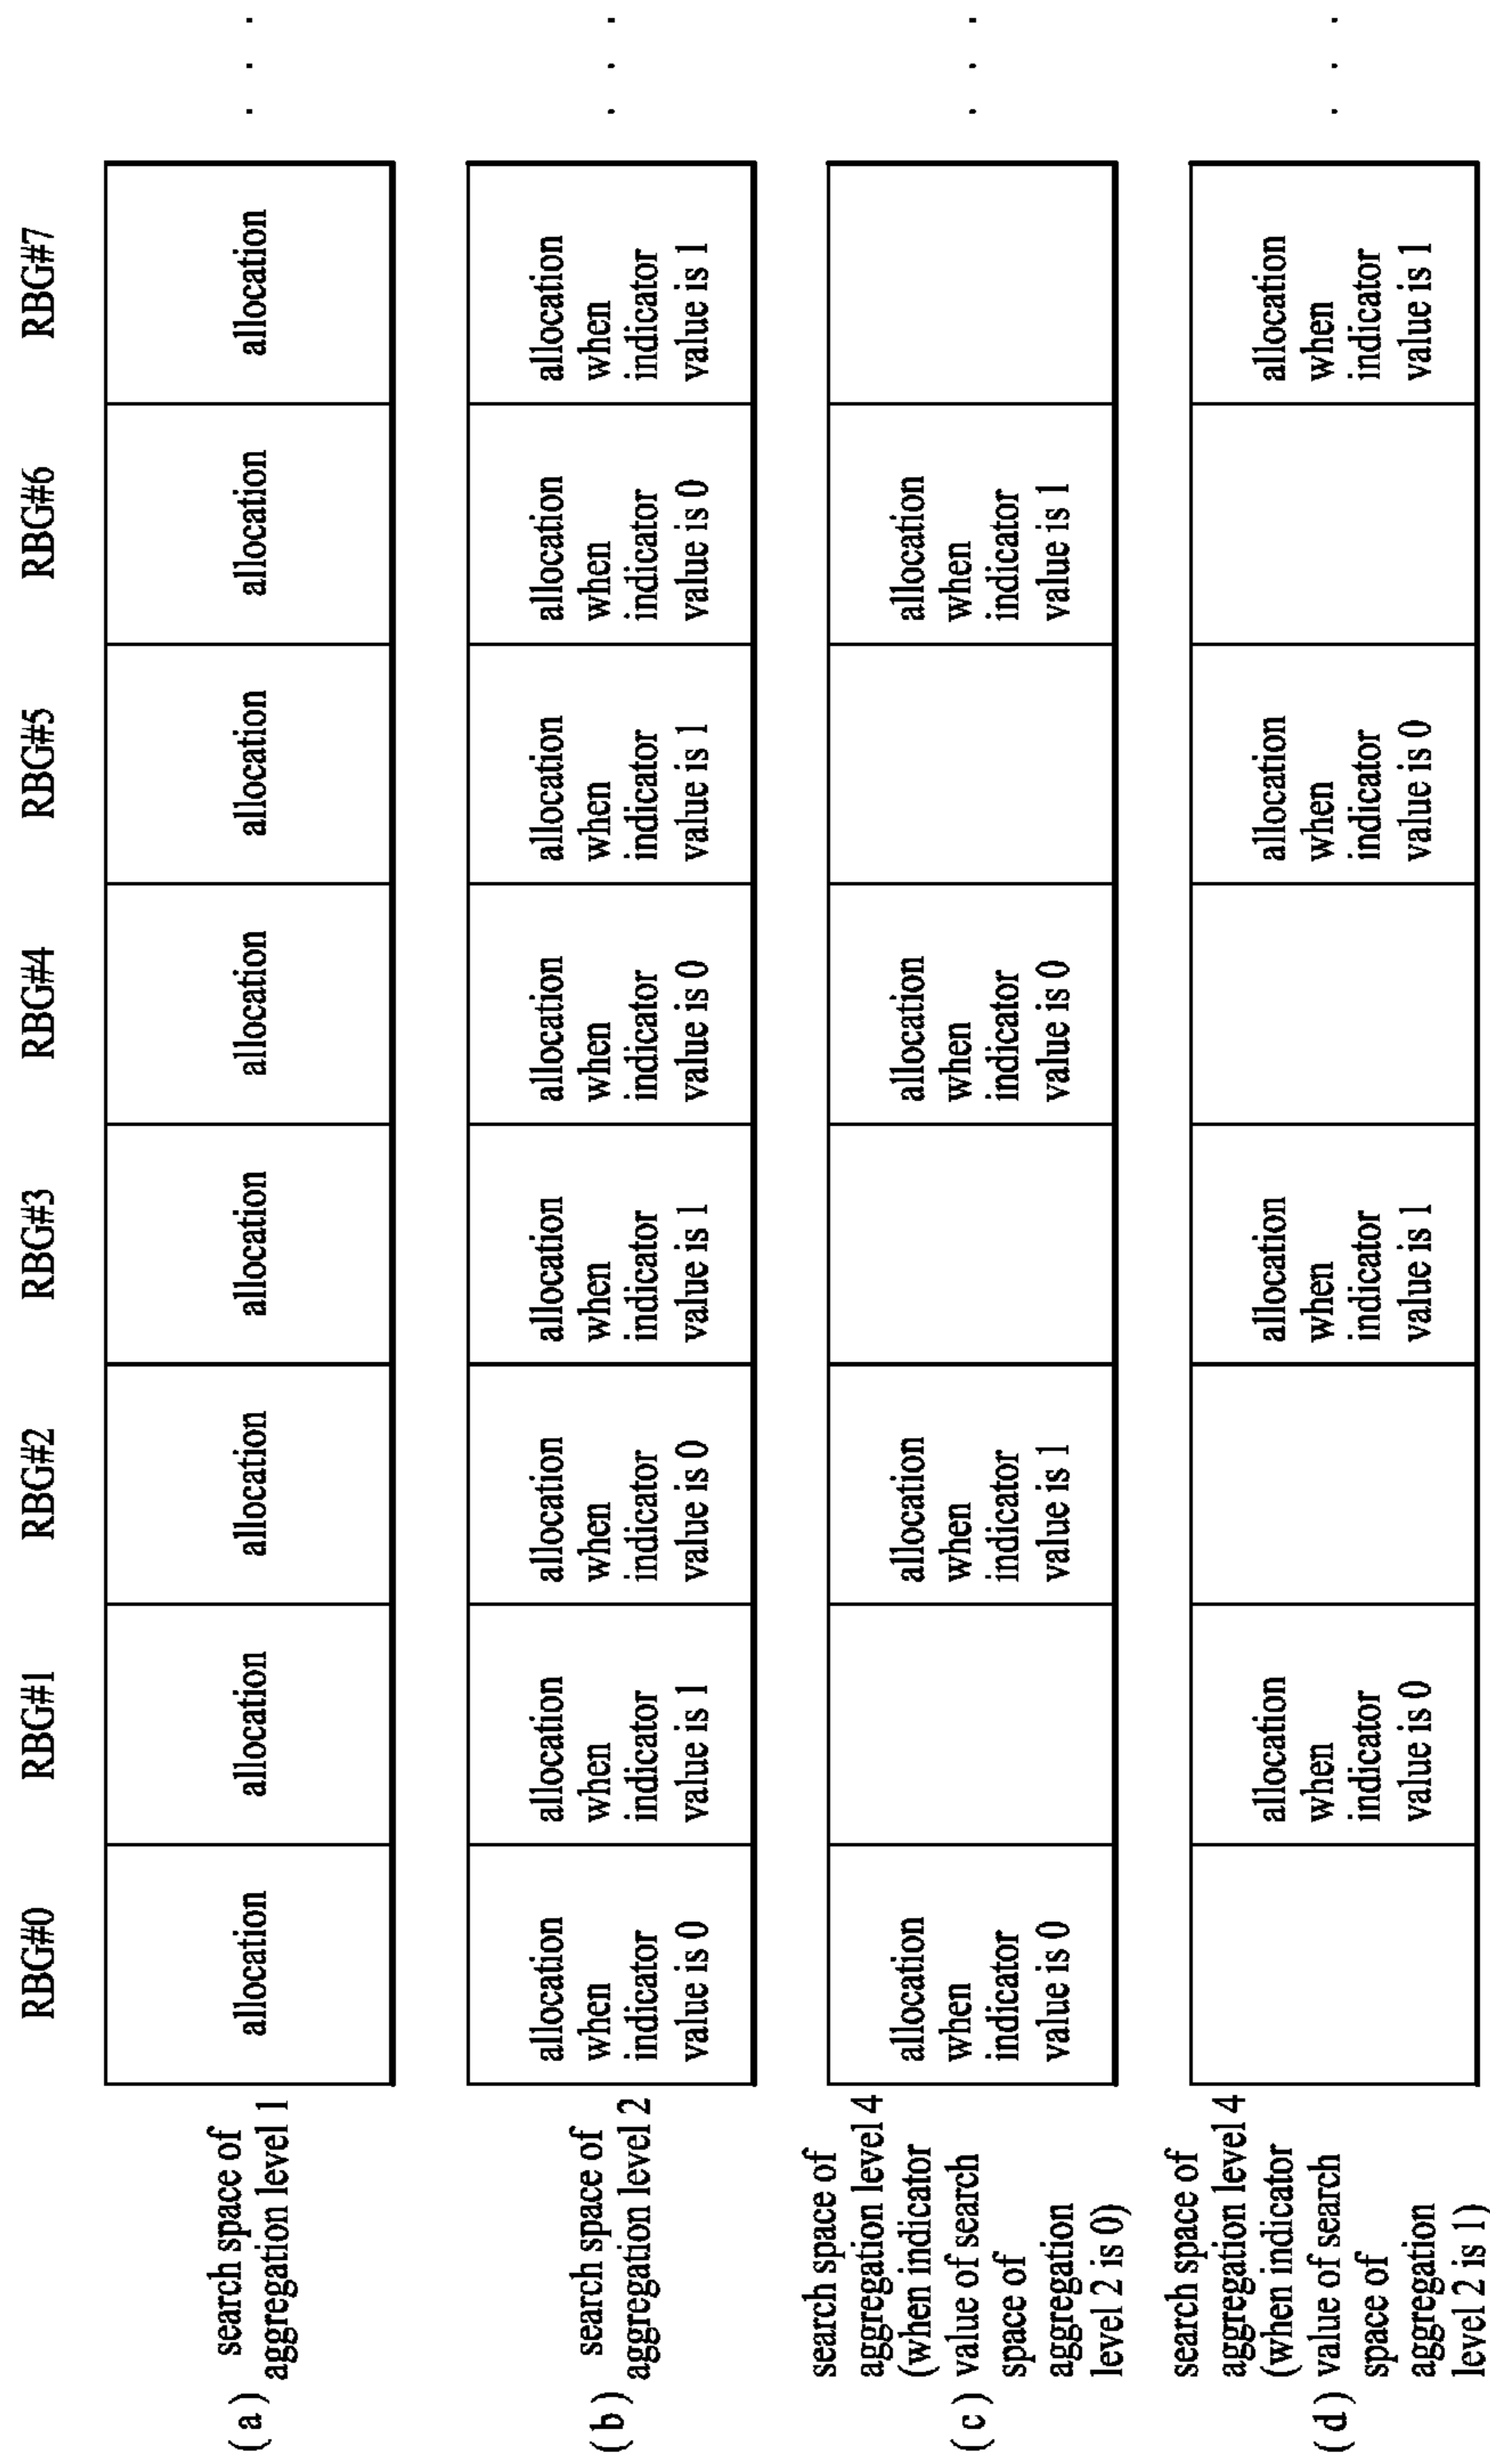 RBG#0
RBG#1
RBG#2
RBG#3
RBG#4
RBG#5
RBG#6
RBG#7
( a )
search space of
aggregation level 1
allocation
allocation
allocation
allocation
allocation
allocation
allocation
allocation
. . .
( b )
search space of
aggregation level 2
allocation
when
indicator
value is 0
allocation
when
indicator
value is 1
allocation
when
indicator
value is 0
allocation
when
indicator
value is 1
allocation
when
indicator
value is 0
allocation
when
indicator
value is 1
allocation
when
indicator
value is 0
allocation
when
indicator
value is 1
. . .
( c )
search space of
aggregation level 4
(when indicator
value of search
space of
aggregation
level 2 is 0)
allocation
when
indicator
value is 0
allocation
when
indicator
value is 1
allocation
when
indicator
value is 0
allocation
when
indicator
value is 1
. . .
( d )
search space of
aggregation level 4
(when indicator
value of search
space of
aggregation
level 2 is 1)
allocation
when
indicator
value is 0
allocation
when
indicator
value is 1
allocation
when
indicator
value is 0
allocation
when
indicator
value is 1
. . .